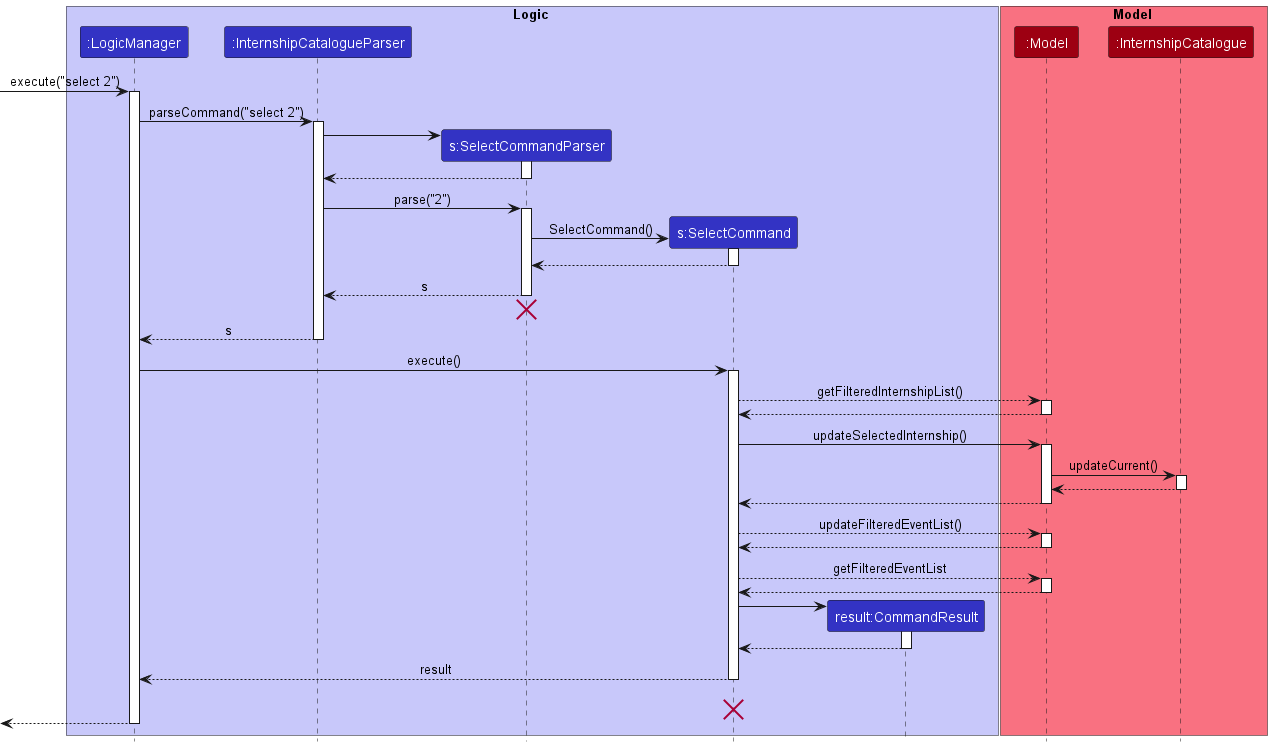 Logic
Model
:LogicManager
:InternshipCatalogueParser
:Model
:InternshipCatalogue
execute("select 2")
parseCommand("select 2")
s:SelectCommandParser
parse("2")
SelectCommand()
s:SelectCommand
s
s
execute()
getFilteredInternshipList()
updateSelectedInternship()
updateCurrent()
updateFilteredEventList()
getFilteredEventList
result:CommandResult
result